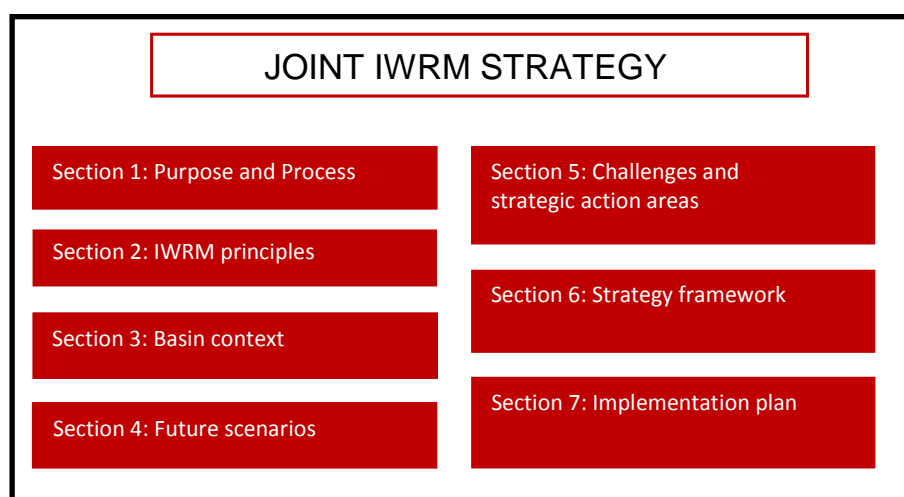 JOINT IWRM STRATEGY
Section 1: Purpose and Process
Section 2: IWRM principles
Section 3: Basin context
Section 4: Future scenarios
Section 5: Challenges and
strategic action areas
Section 6: Strategy framework
Section 7: Implementation plan